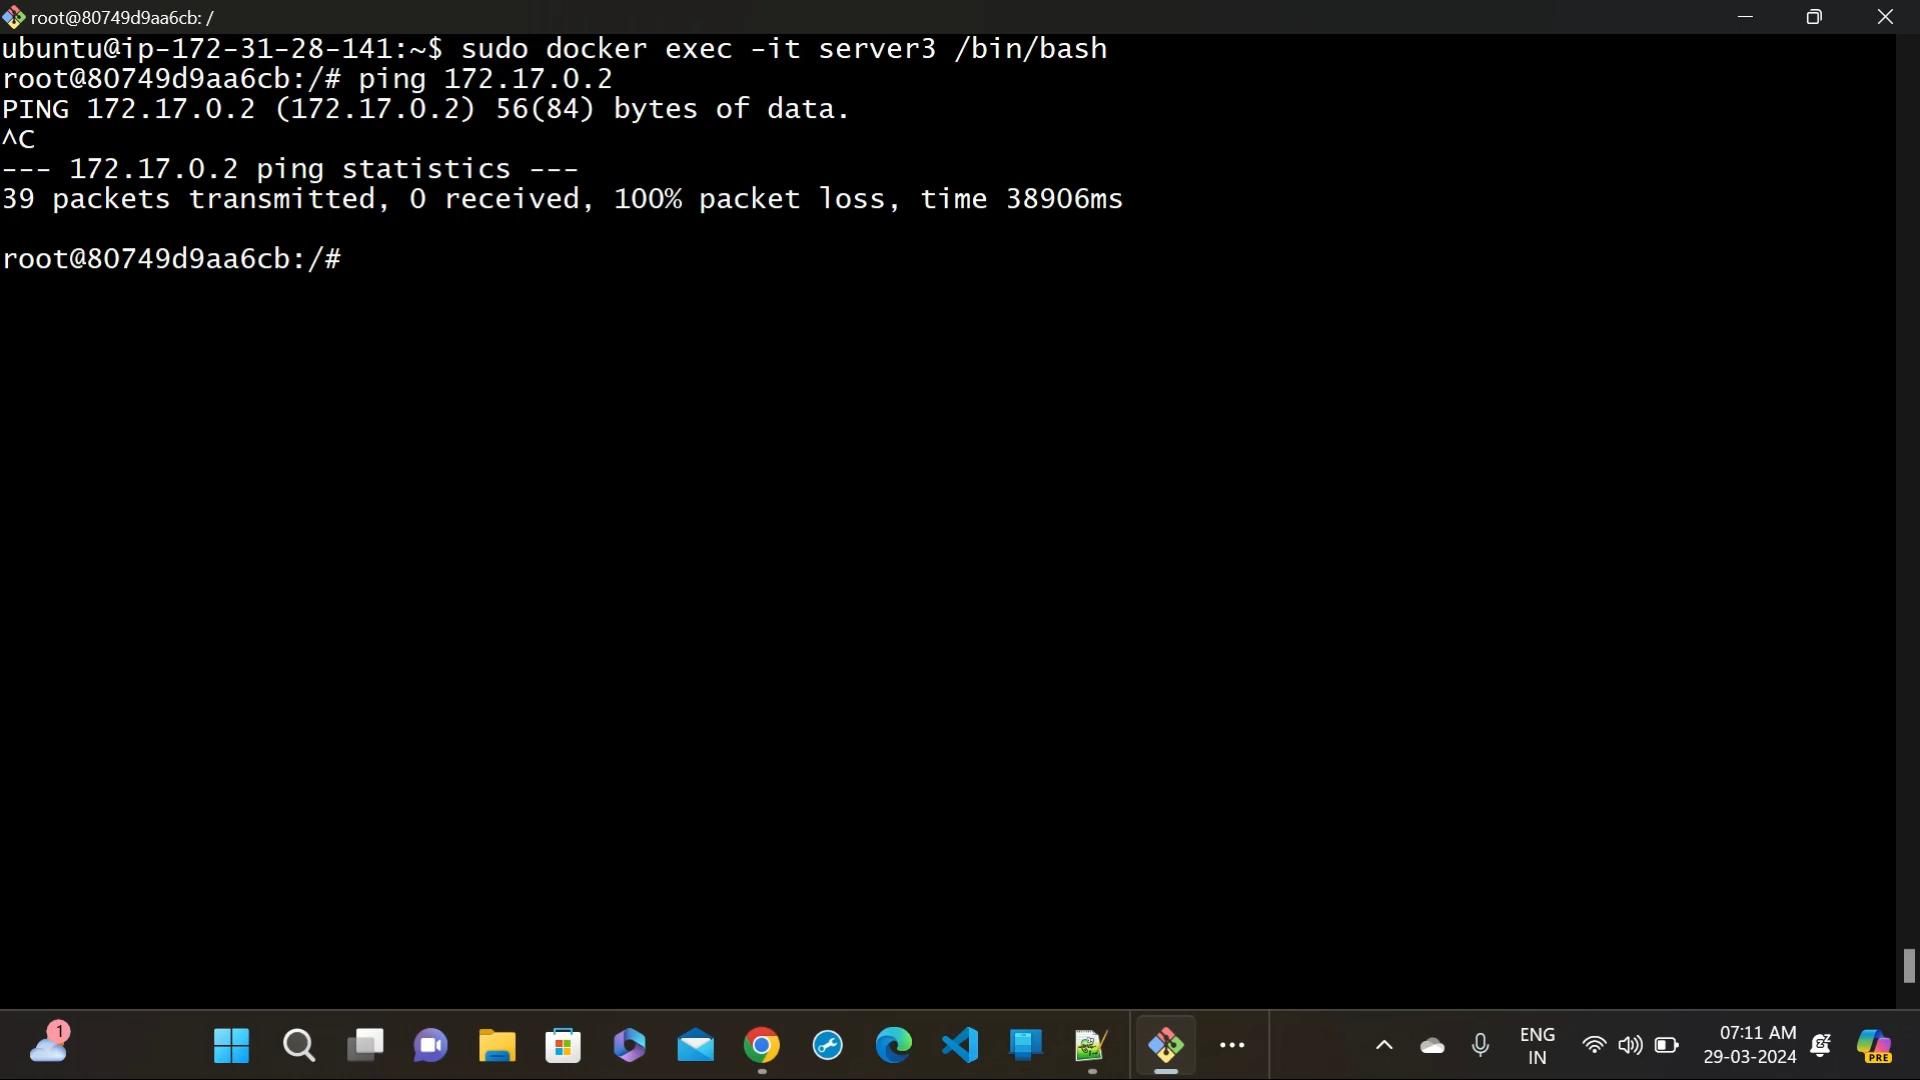 root@80749d9aa6cb: /
ubuntu@ip-172-31-28-141:~$ sudo docker exec -it server3 /bin/bash
root@80749d9aa6cb:/# ping 172.17.0.2
PING 172.17.0.2 (172.17.0.2) 56(84) bytes of data.
^C
--- 172.17.0.2 ping statistics ---
39 packets transmitted, 0 received, 100% packet loss, time 38906ms
root@80749d9aa6cb:/#
1
ENG
IN
07:11 AM
29-03-2024
PRE